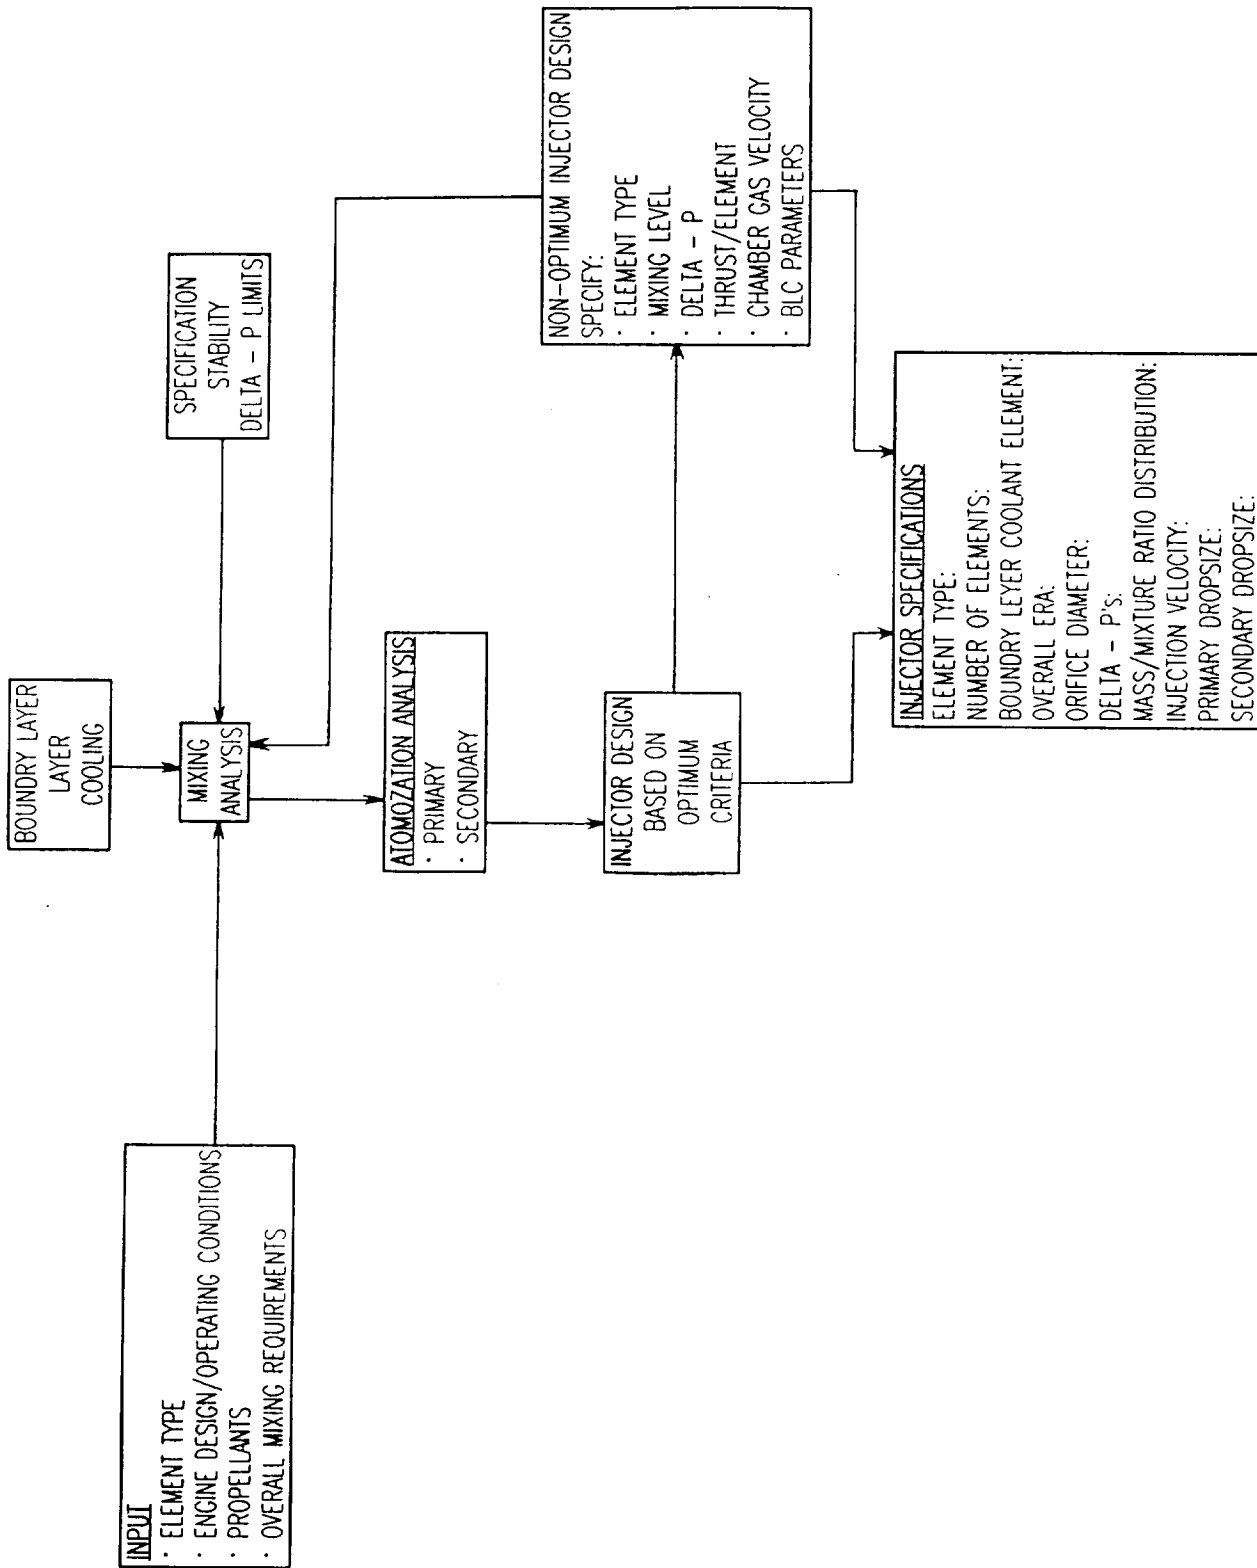 INPUT
· ELEMENT TYPE
· ENGINE DESIGN/OPERATING CONDITIONS
· PROPELLANTS
· OVERALL MIXING REQUIREMENTS
BOUNDRY LAYER
LAYER
COOLING
MIXING
ANALYSIS
SPECIFICATION
STABILITY
DELTA - P LIMITS
ATOMOZATION ANALYSIS
· PRIMARY
· SECONDARY
INJECTOR DESIGN
BASED ON
OPTIMUM
CRITERIA
NON-OPTIMUM INJECTOR DESIGN
SPECIFY:
· ELEMENT TYPE
· MIXING LEVEL
· DELTA - P
· THRUST/ELEMENT
· CHAMBER GAS VELOCITY
· BLC PARAMETERS
INJECTOR SPECIFICATIONS
ELEMENT TYPE:
NUMBER OF ELEMENTS:
BOUNDRY LEYER COOLANT ELEMENT:
OVERALL ERA:
ORIFICE DIAMETER:
DELTA - P's:
MASS/MIXTURE RATIO DISTRIBUTION:
INJECTION VELOCITY:
PRIMARY DROPSIZE:
SECONDARY DROPSIZE: